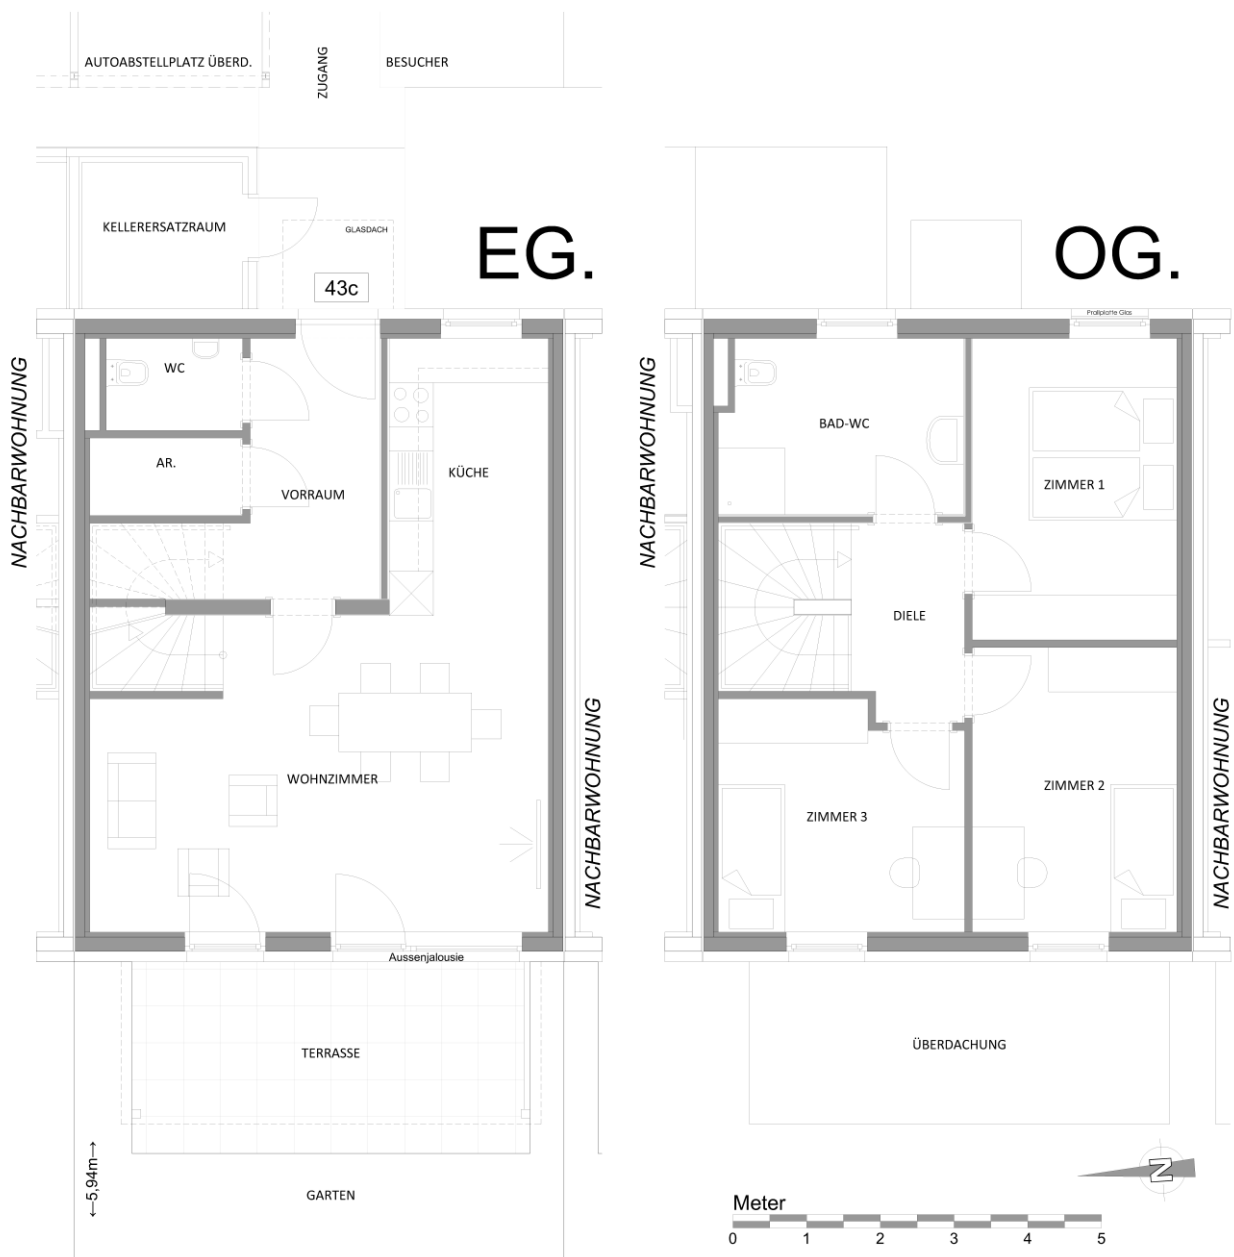 AUTOABSTELLPLATZ ÜBERD.
ZUGANG
BESUCHER
KELLERERSATZRAUM
GLASDACH
EG.
43c
NACHBARWOHNUNG
WC
AR.
VORRAUM
KÜCHE
WOHNZIMMER
NACHBARWOHNUNG
Aussenjalousie
TERRASSE
←5,94m→
GARTEN
OG.
Prallplatte Glas
NACHBARWOHNUNG
BAD-WC
ZIMMER 1
DIELE
ZIMMER 2
ZIMMER 3
NACHBARWOHNUNG
ÜBERDACHUNG
N
Meter
0 1 2 3 4 5